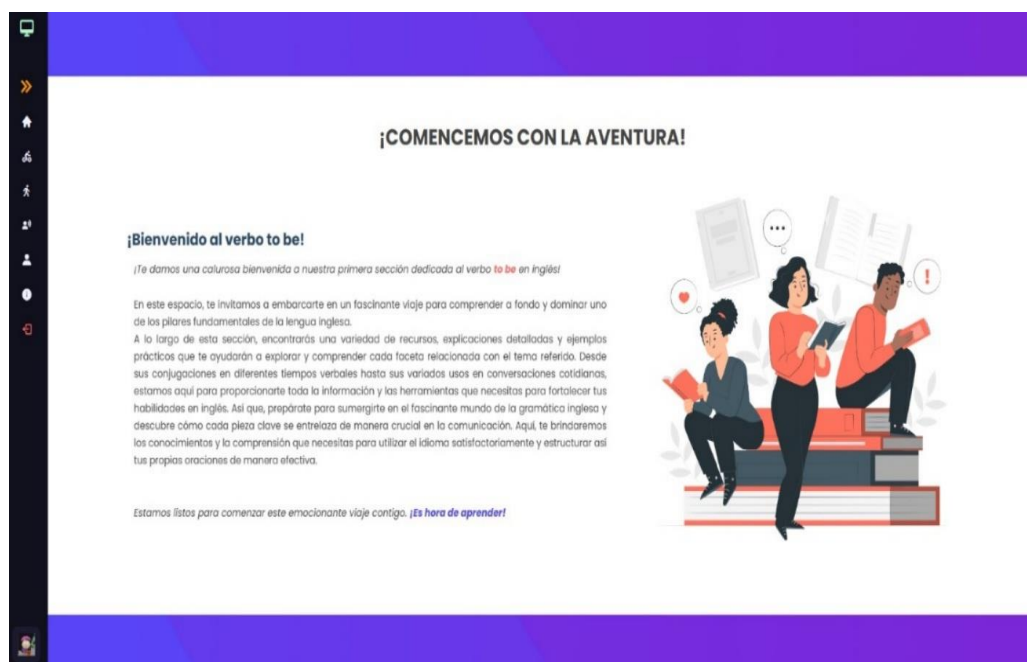 ¡COMENCEMOS CON LA AVENTURA!
¡Bienvenido al verbo to be!
¡Te damos una calurosa bienvenida a nuestra primera sección dedicada al verbo to be en inglés!
En este espacio, te invitamos a embarcarte en un fascinante viaje para comprender a fondo y dominar uno
de los pilares fundamentales de la lengua inglesa.
A lo largo de esta sección, encontrarás una variedad de recursos, explicaciones detalladas y ejemplos
prácticos que te ayudarán a explorar y comprender cada faceta relacionada con el tema referido. Desde
sus conjugaciones en diferentes tiempos verbales hasta sus variados usos en conversaciones cotidianas,
estamos aquí para proporcionarte toda la información y las herramientas que necesitas para fortalecer tus
habilidades en inglés. Así que, prepárate para sumergirte en el fascinante mundo de la gramática inglesa y
descubre cómo cada pieza clave se entrelaza de manera crucial en la comunicación. Aquí, te brindaremos
los conocimientos y la comprensión que necesitas para utilizar el idioma satisfactoriamente y estructurar así
tus propias oraciones de manera efectiva.
Estamos listos para comenzar este emocionante viaje contigo. ¡Es hora de aprender!